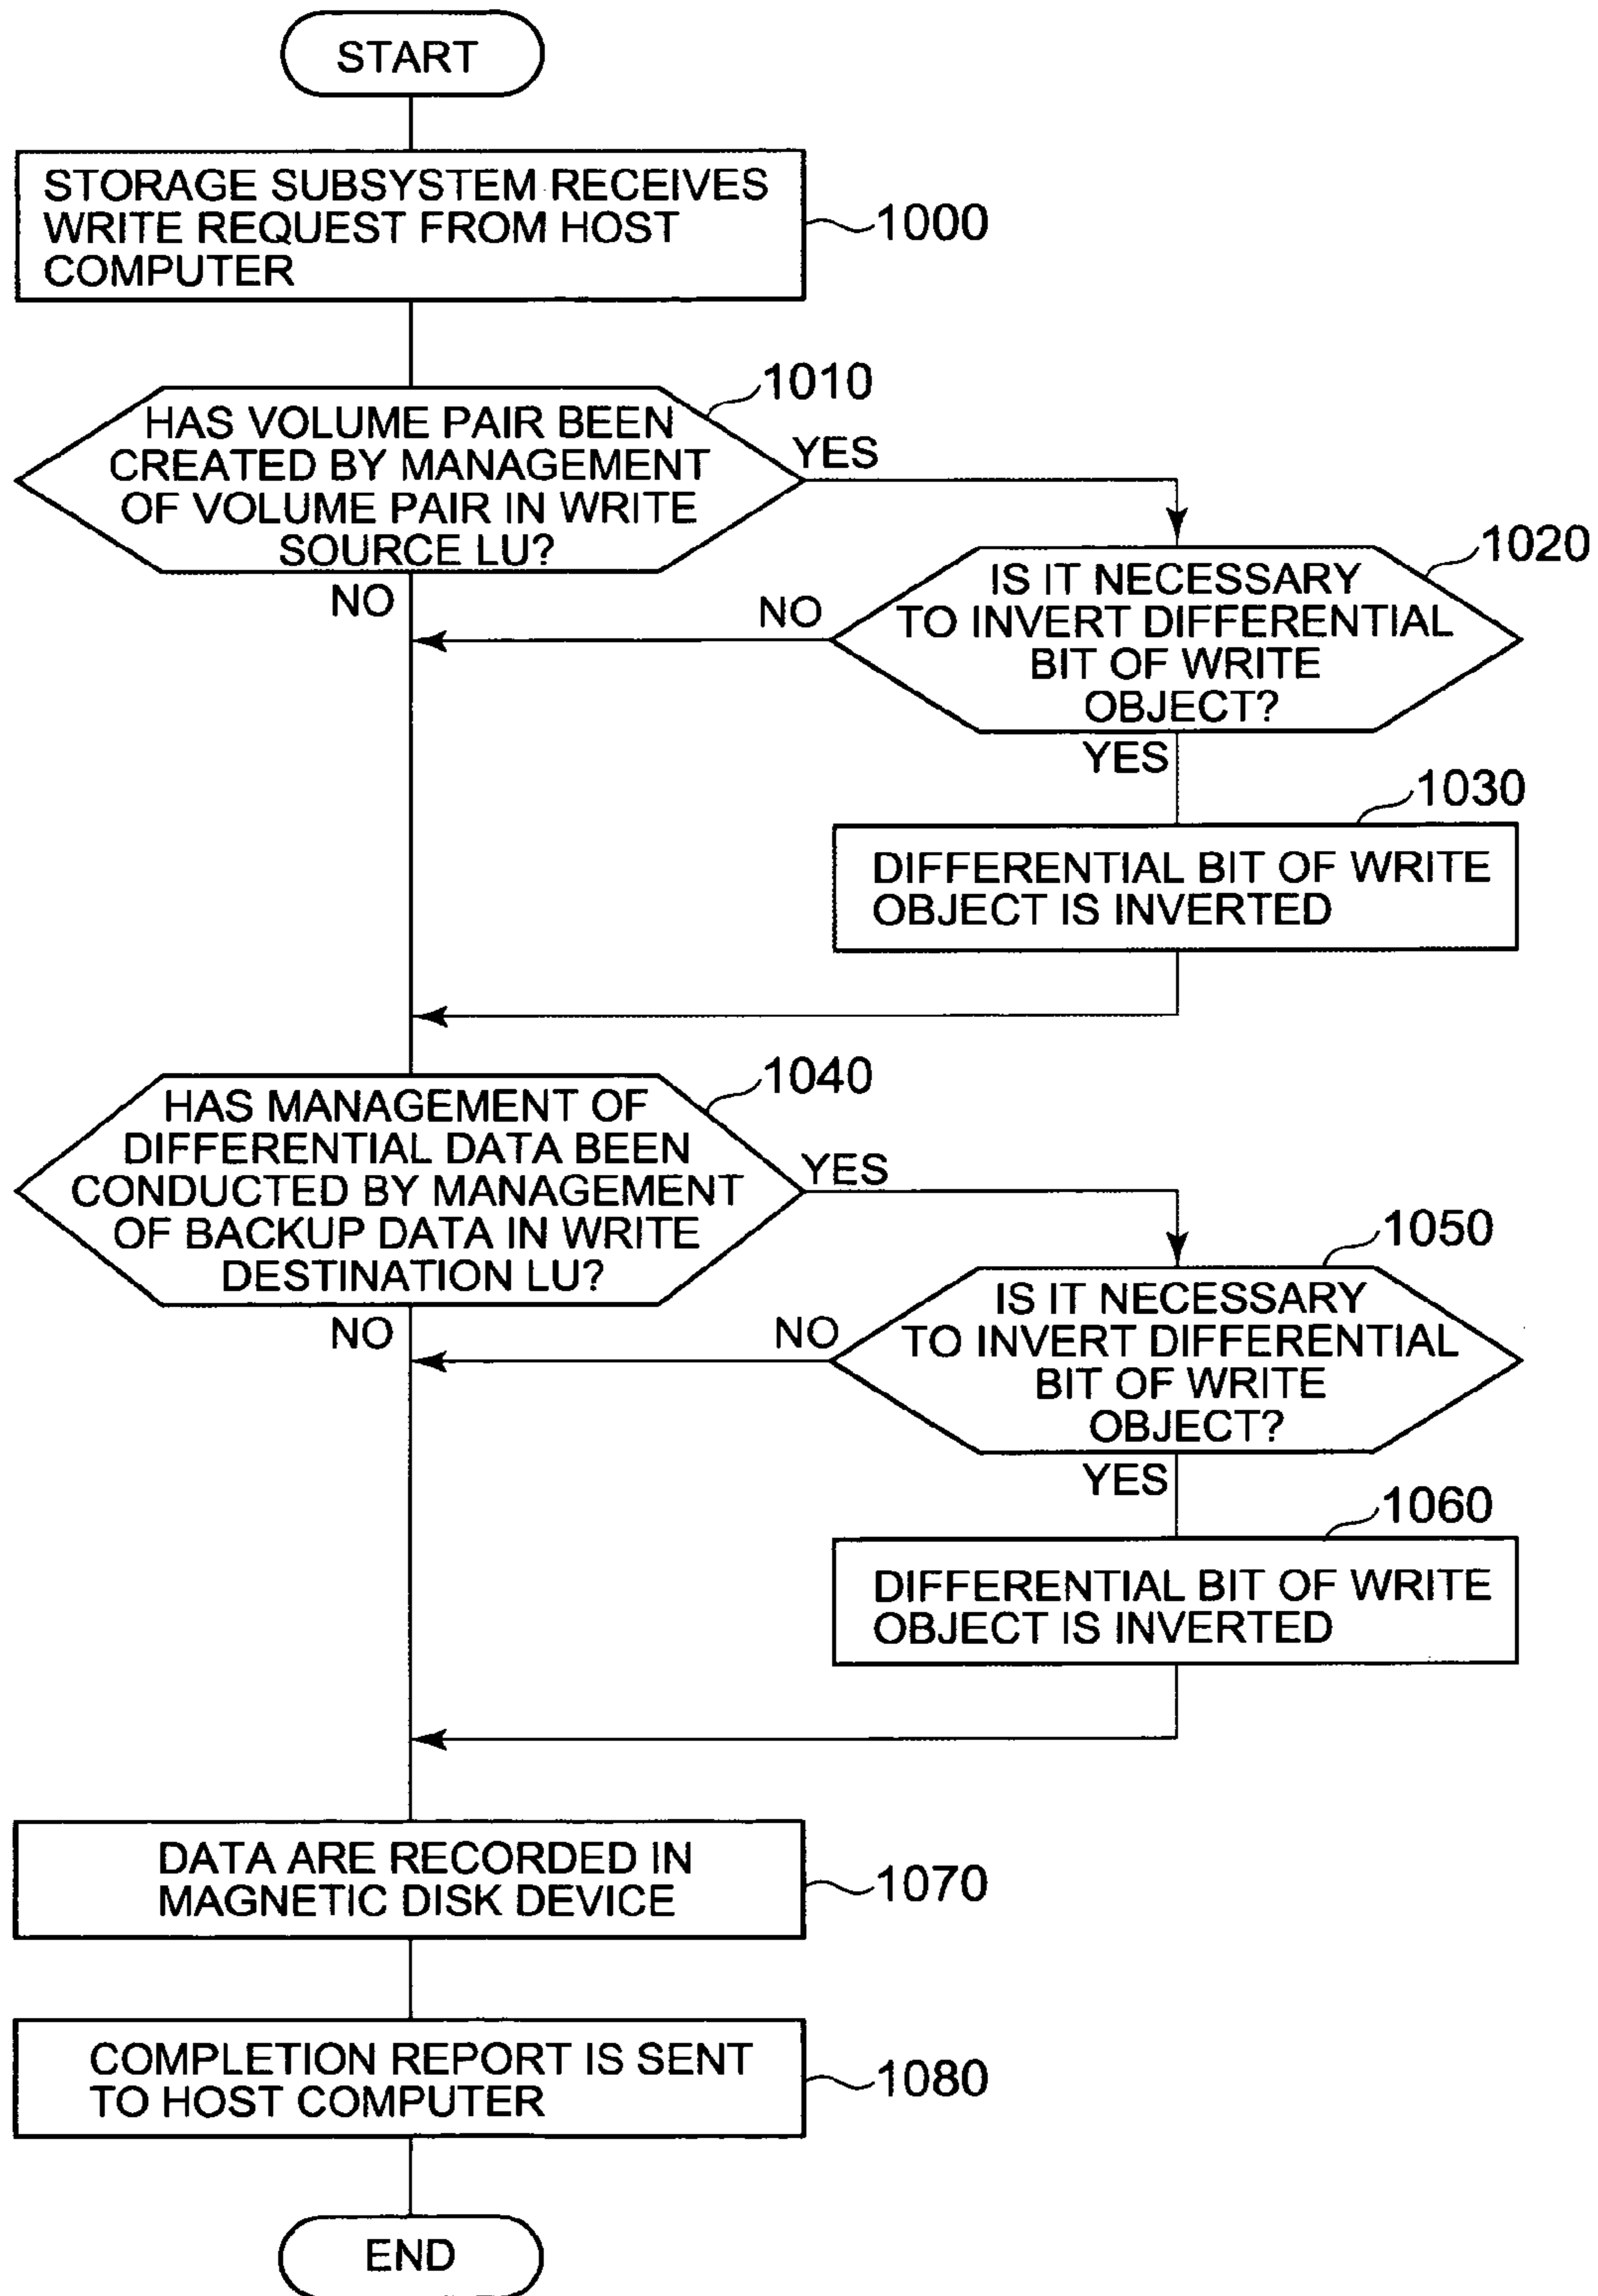 START
STORAGE SUBSYSTEM RECEIVES
WRITE REQUEST FROM HOST
COMPUTER
1000
1010
HAS VOLUME PAIR BEEN
CREATED BY MANAGEMENT
OF VOLUME PAIR IN WRITE
SOURCE LU?
YES
NO
1020
IS IT NECESSARY
TO INVERT DIFFERENTIAL
BIT OF WRITE
OBJECT?
NO
YES
1030
DIFFERENTIAL BIT OF WRITE
OBJECT IS INVERTED
1040
HAS MANAGEMENT OF
DIFFERENTIAL DATA BEEN
CONDUCTED BY MANAGEMENT
OF BACKUP DATA IN WRITE
DESTINATION LU?
YES
NO
1050
IS IT NECESSARY
TO INVERT DIFFERENTIAL
BIT OF WRITE
OBJECT?
NO
YES
1060
DIFFERENTIAL BIT OF WRITE
OBJECT IS INVERTED
DATA ARE RECORDED IN
MAGNETIC DISK DEVICE
1070
COMPLETION REPORT IS SENT
TO HOST COMPUTER
1080
END